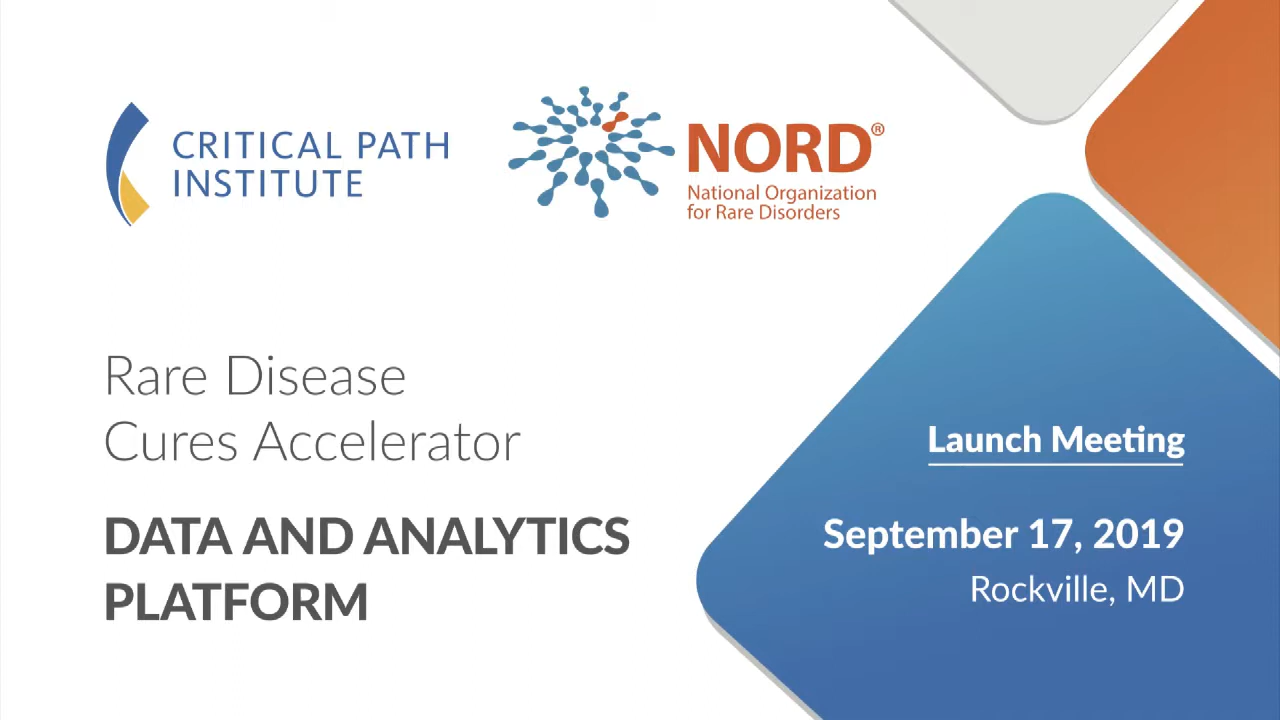 CRITICAL PATH
INSTITUTE
NORD®
National Organization
for Rare Disorders
Rare Disease
Cures Accelerator
DATA AND ANALYTICS
PLATFORM
Launch Meeting
September 17, 2019
Rockville, MD